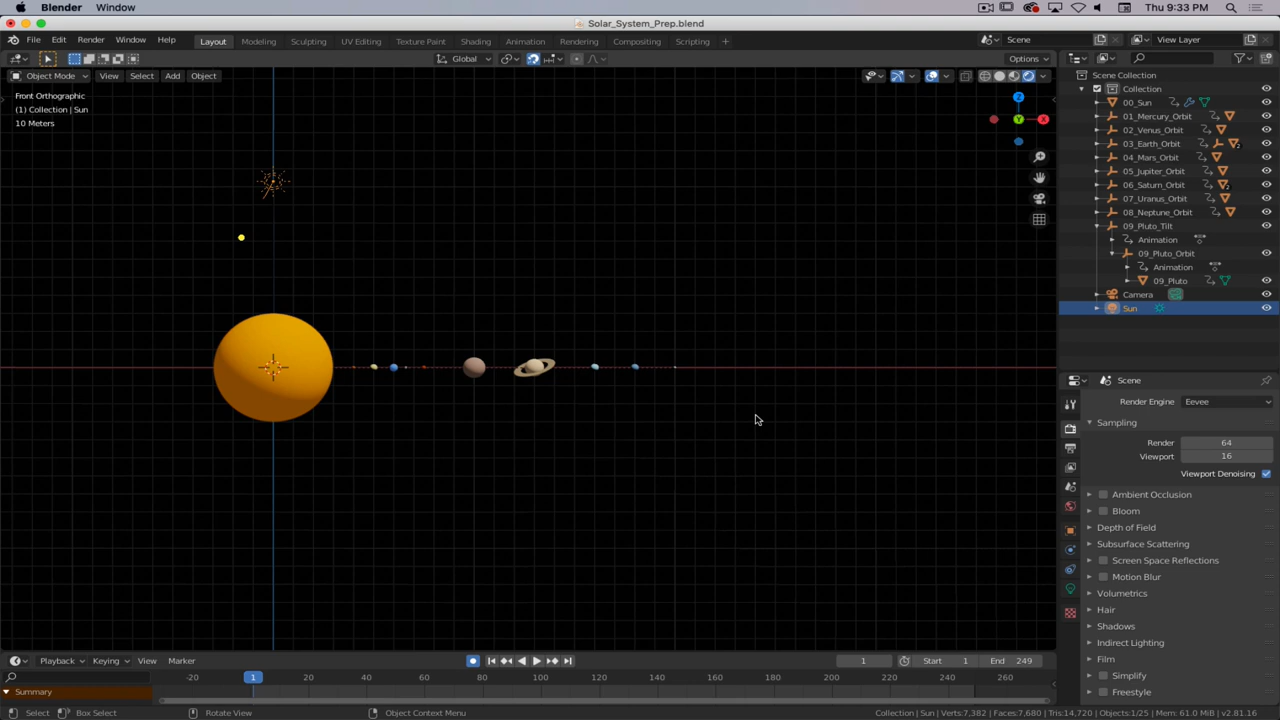 Blender Window Thu 9:33 PM
Solar_System_Prep.blend
File Edit Render Window Help Layout Modeling Sculpting UV Editing Texture Paint Shading Animation Rendering Compositing Scripting + Scene View Layer
Global Options
Object Mode View Select Add Object
Front Orthographic
(1) Collection | Sun
10 Meters
Z
Y
X
Scene Collection
Collection
00_Sun
01_Mercury_Orbit
02_Venus_Orbit
03_Earth_Orbit 2
04_Mars_Orbit
05_Jupiter_Orbit
06_Saturn_Orbit 2
07_Uranus_Orbit
08_Neptune_Orbit
09_Pluto_Tilt
Animation
09_Pluto_Orbit
Animation
09_Pluto
Camera
Sun
Scene
Render Engine Eevee
Sampling
Render 64
Viewport 16
Viewport Denoising
Ambient Occlusion
Bloom
Depth of Field
Subsurface Scattering
Screen Space Reflections
Motion Blur
Volumetrics
Hair
Shadows
Indirect Lighting
Film
Simplify
Freestyle
Playback Keying View Marker 1 Start 1 End 249
-20 1 20 40 60 80 100 120 140 160 180 200 220 240 260
Summary
Select Box Select Rotate View Object Context Menu Collection | Sun | Verts:7,382 | Faces:7,680 | Tris:14,720 | Objects:1/25 | Mem: 61.0 MiB | v2.81.16